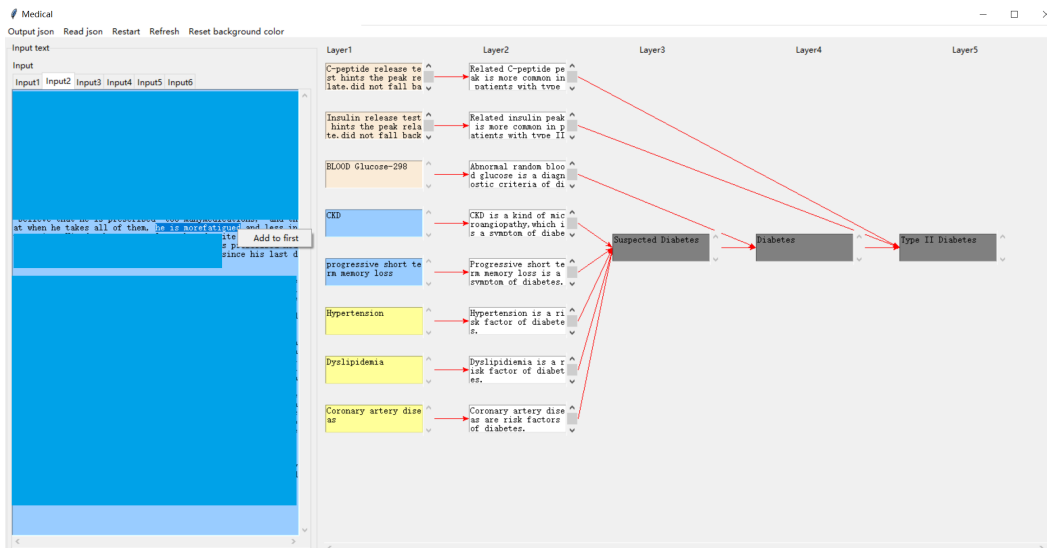 Medical
Output json Read json Restart Refresh Reset background color
Input text
Input
Input1 Input2 Input3 Input4 Input5 Input6
at when he takes all of them, he is morefatigued and less in
Add to first
since his last d
Layer1 Layer2 Layer3 Layer4 Layer5
C-peptide release te
st hints the peak re
late.did not fall ba
Related C-peptide pe
ak is more common in
patients with type
Insulin release test
hints the peak rela
te.did not fall back
Related insulin peak
is more common in p
atients with type II
BLOOD Glucose-298
Abnormal random bloo
d glucose is a diagn
ostic criteria of di
CKD
CKD is a kind of mic
roangiopathy,which i
s a symptom of diabe
progressive short te
rm memory loss
Progressive short te
rm memory loss is a
symptom of diabetes.
Hypertension
Hypertension is a ri
sk factor of diabete
s.
Dyslipidemia
Dyslipidiemia is a r
isk factor of diabet
es.
Coronary artery dise
as
Coronary artery dise
as are risk factors
of diabetes.
Suspected Diabetes
Diabetes
Type II Diabetes